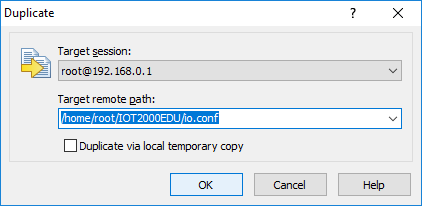 Duplicate
Target session:
root@192.168.0.1
Target remote path:
/home/root/IOT2000EDU/io.conf
Duplicate via local temporary copy
OK
Cancel
Help